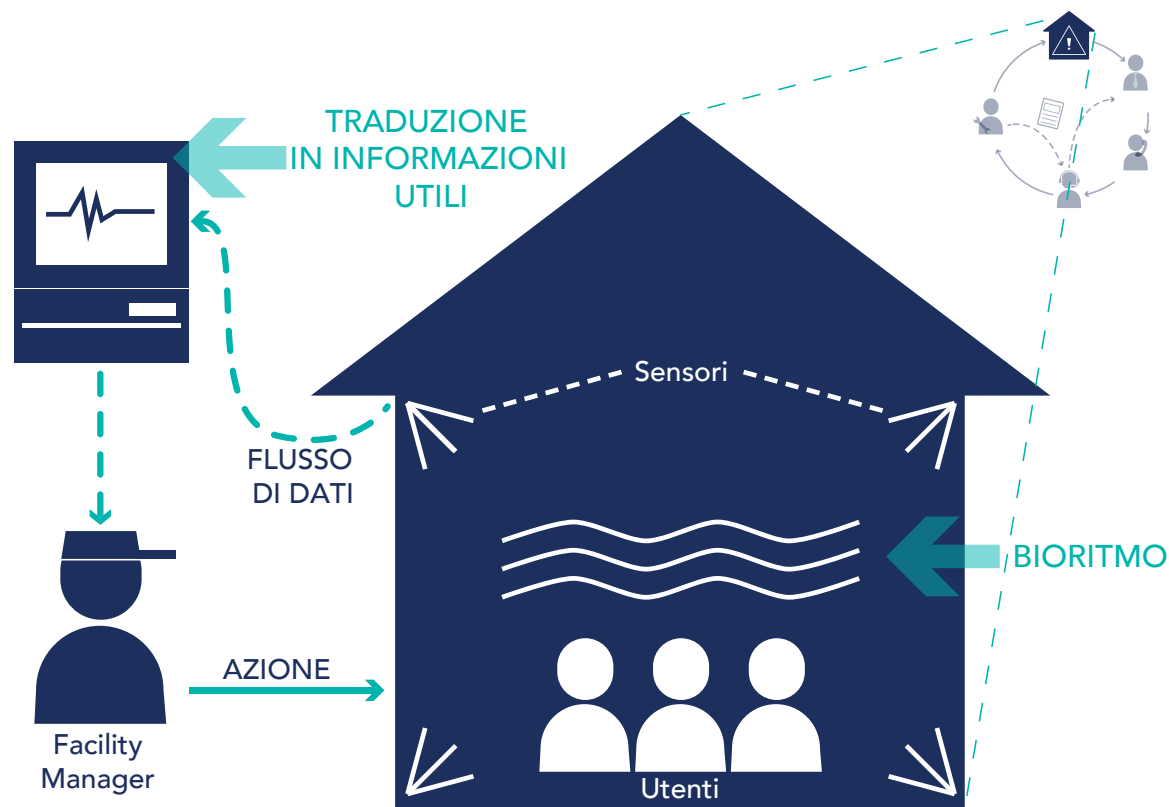 TRADUZIONE
IN INFORMAZIONI
UTILI
!
Sensori
FLUSSO
DI DATI
BIORITMO
AZIONE
Facility
Manager
Utenti